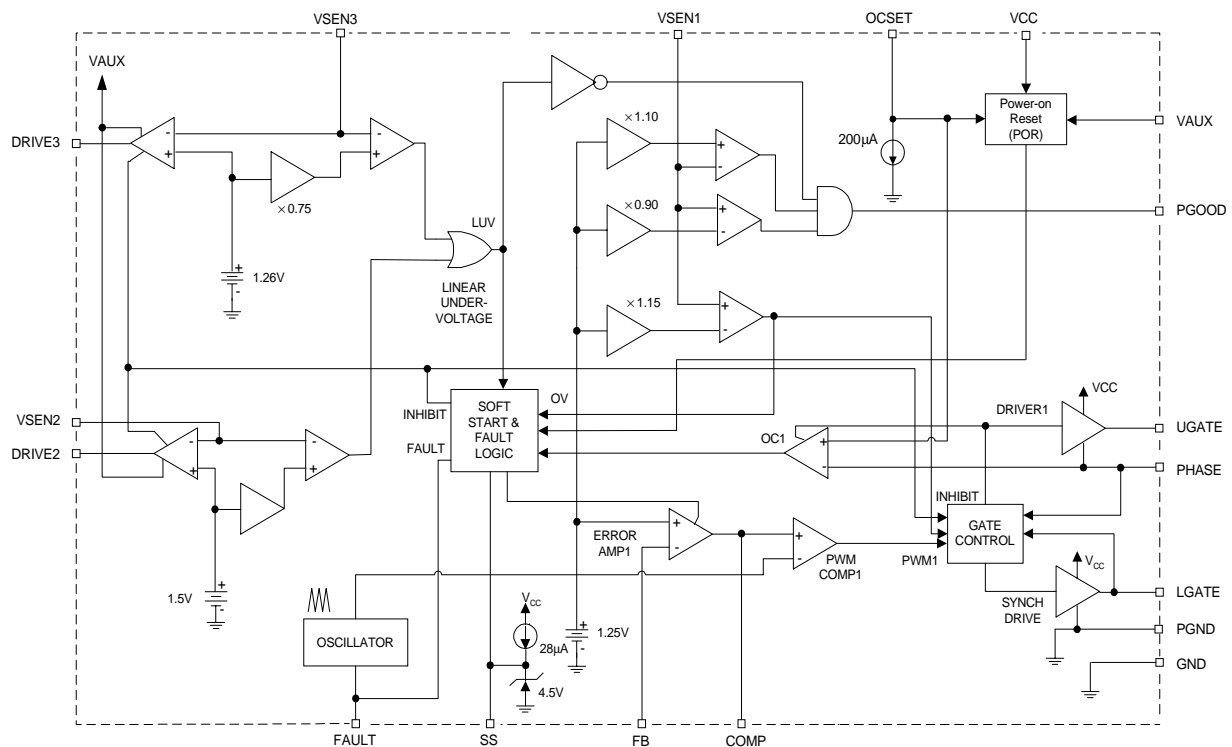 VSEN3
VSEN1
OCSET
VCC
VAUX
DRIVE3
×0.75
1.26V
LUV
LINEAR
UNDER-
VOLTAGE
×1.10
×0.90
×1.15
200µA
Power-on
Reset
(POR)
VAUX
PGOOD
VSEN2
DRIVE2
1.5V
INHIBIT
FAULT
SOFT
START &
FAULT
LOGIC
OV
OC1
DRIVER1
VCC
UGATE
PHASE
INHIBIT
GATE
CONTROL
PWM1
ERROR
AMP1
PWM
COMP1
VCC
SYNCH
DRIVE
LGATE
PGND
GND
OSCILLATOR
VCC
28µA
4.5V
1.25V
FAULT
SS
FB
COMP